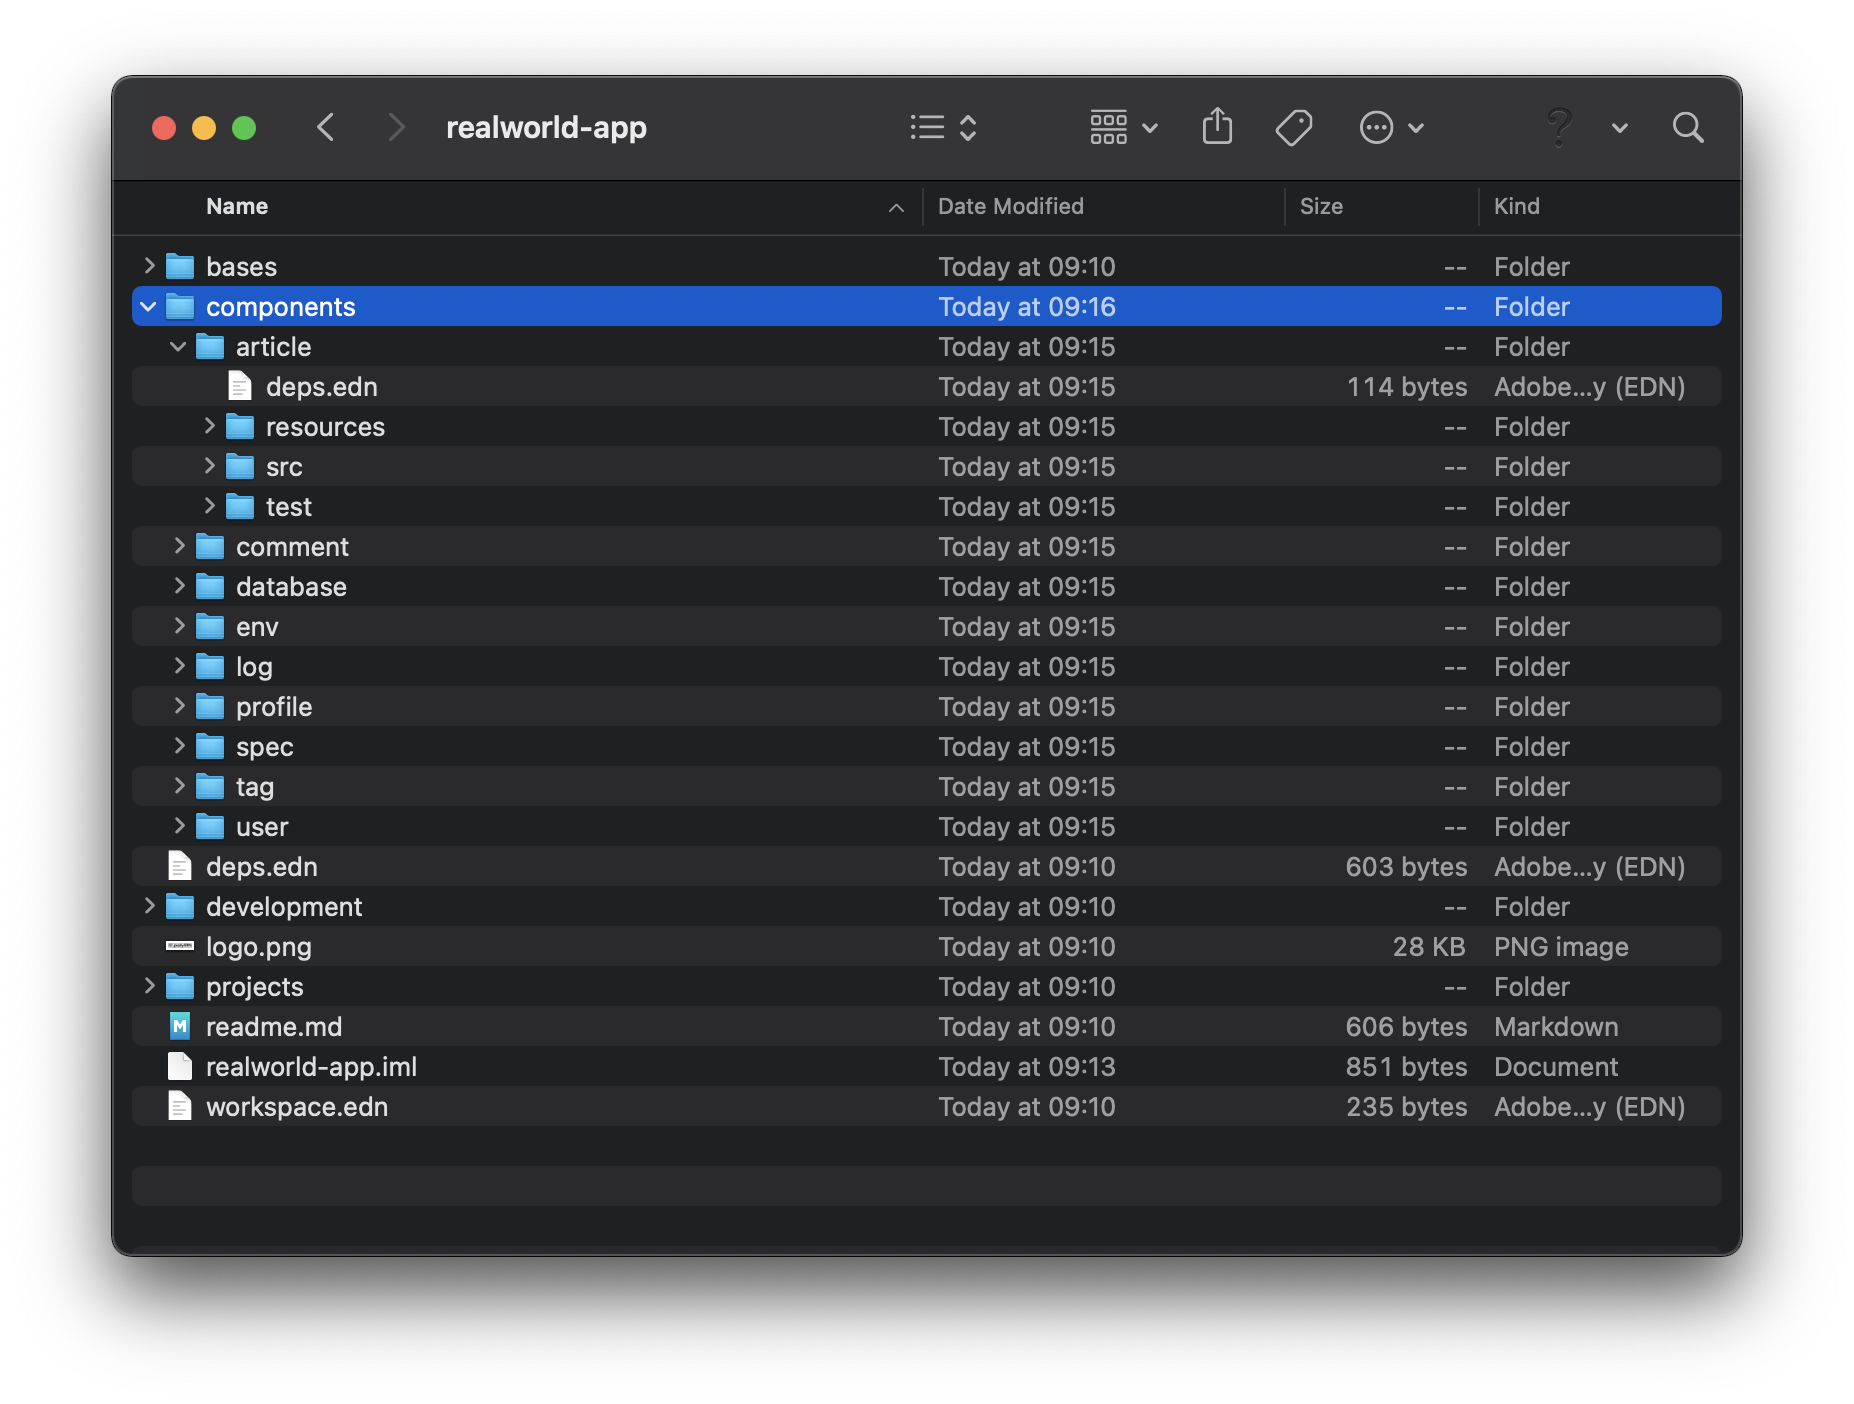 realworld-app
Name Date Modified Size Kind
bases Today at 09:10 -- Folder
components Today at 09:16 -- Folder
article Today at 09:15 -- Folder
deps.edn Today at 09:15 114 bytes Adobe...y (EDN)
resources Today at 09:15 -- Folder
src Today at 09:15 -- Folder
test Today at 09:15 -- Folder
comment Today at 09:15 -- Folder
database Today at 09:15 -- Folder
env Today at 09:15 -- Folder
log Today at 09:15 -- Folder
profile Today at 09:15 -- Folder
spec Today at 09:15 -- Folder
tag Today at 09:15 -- Folder
user Today at 09:15 -- Folder
deps.edn Today at 09:10 603 bytes Adobe...y (EDN)
development Today at 09:10 -- Folder
logo.png Today at 09:10 28 KB PNG image
projects Today at 09:10 -- Folder
readme.md Today at 09:10 606 bytes Markdown
realworld-app.iml Today at 09:13 851 bytes Document
workspace.edn Today at 09:10 235 bytes Adobe...y (EDN)